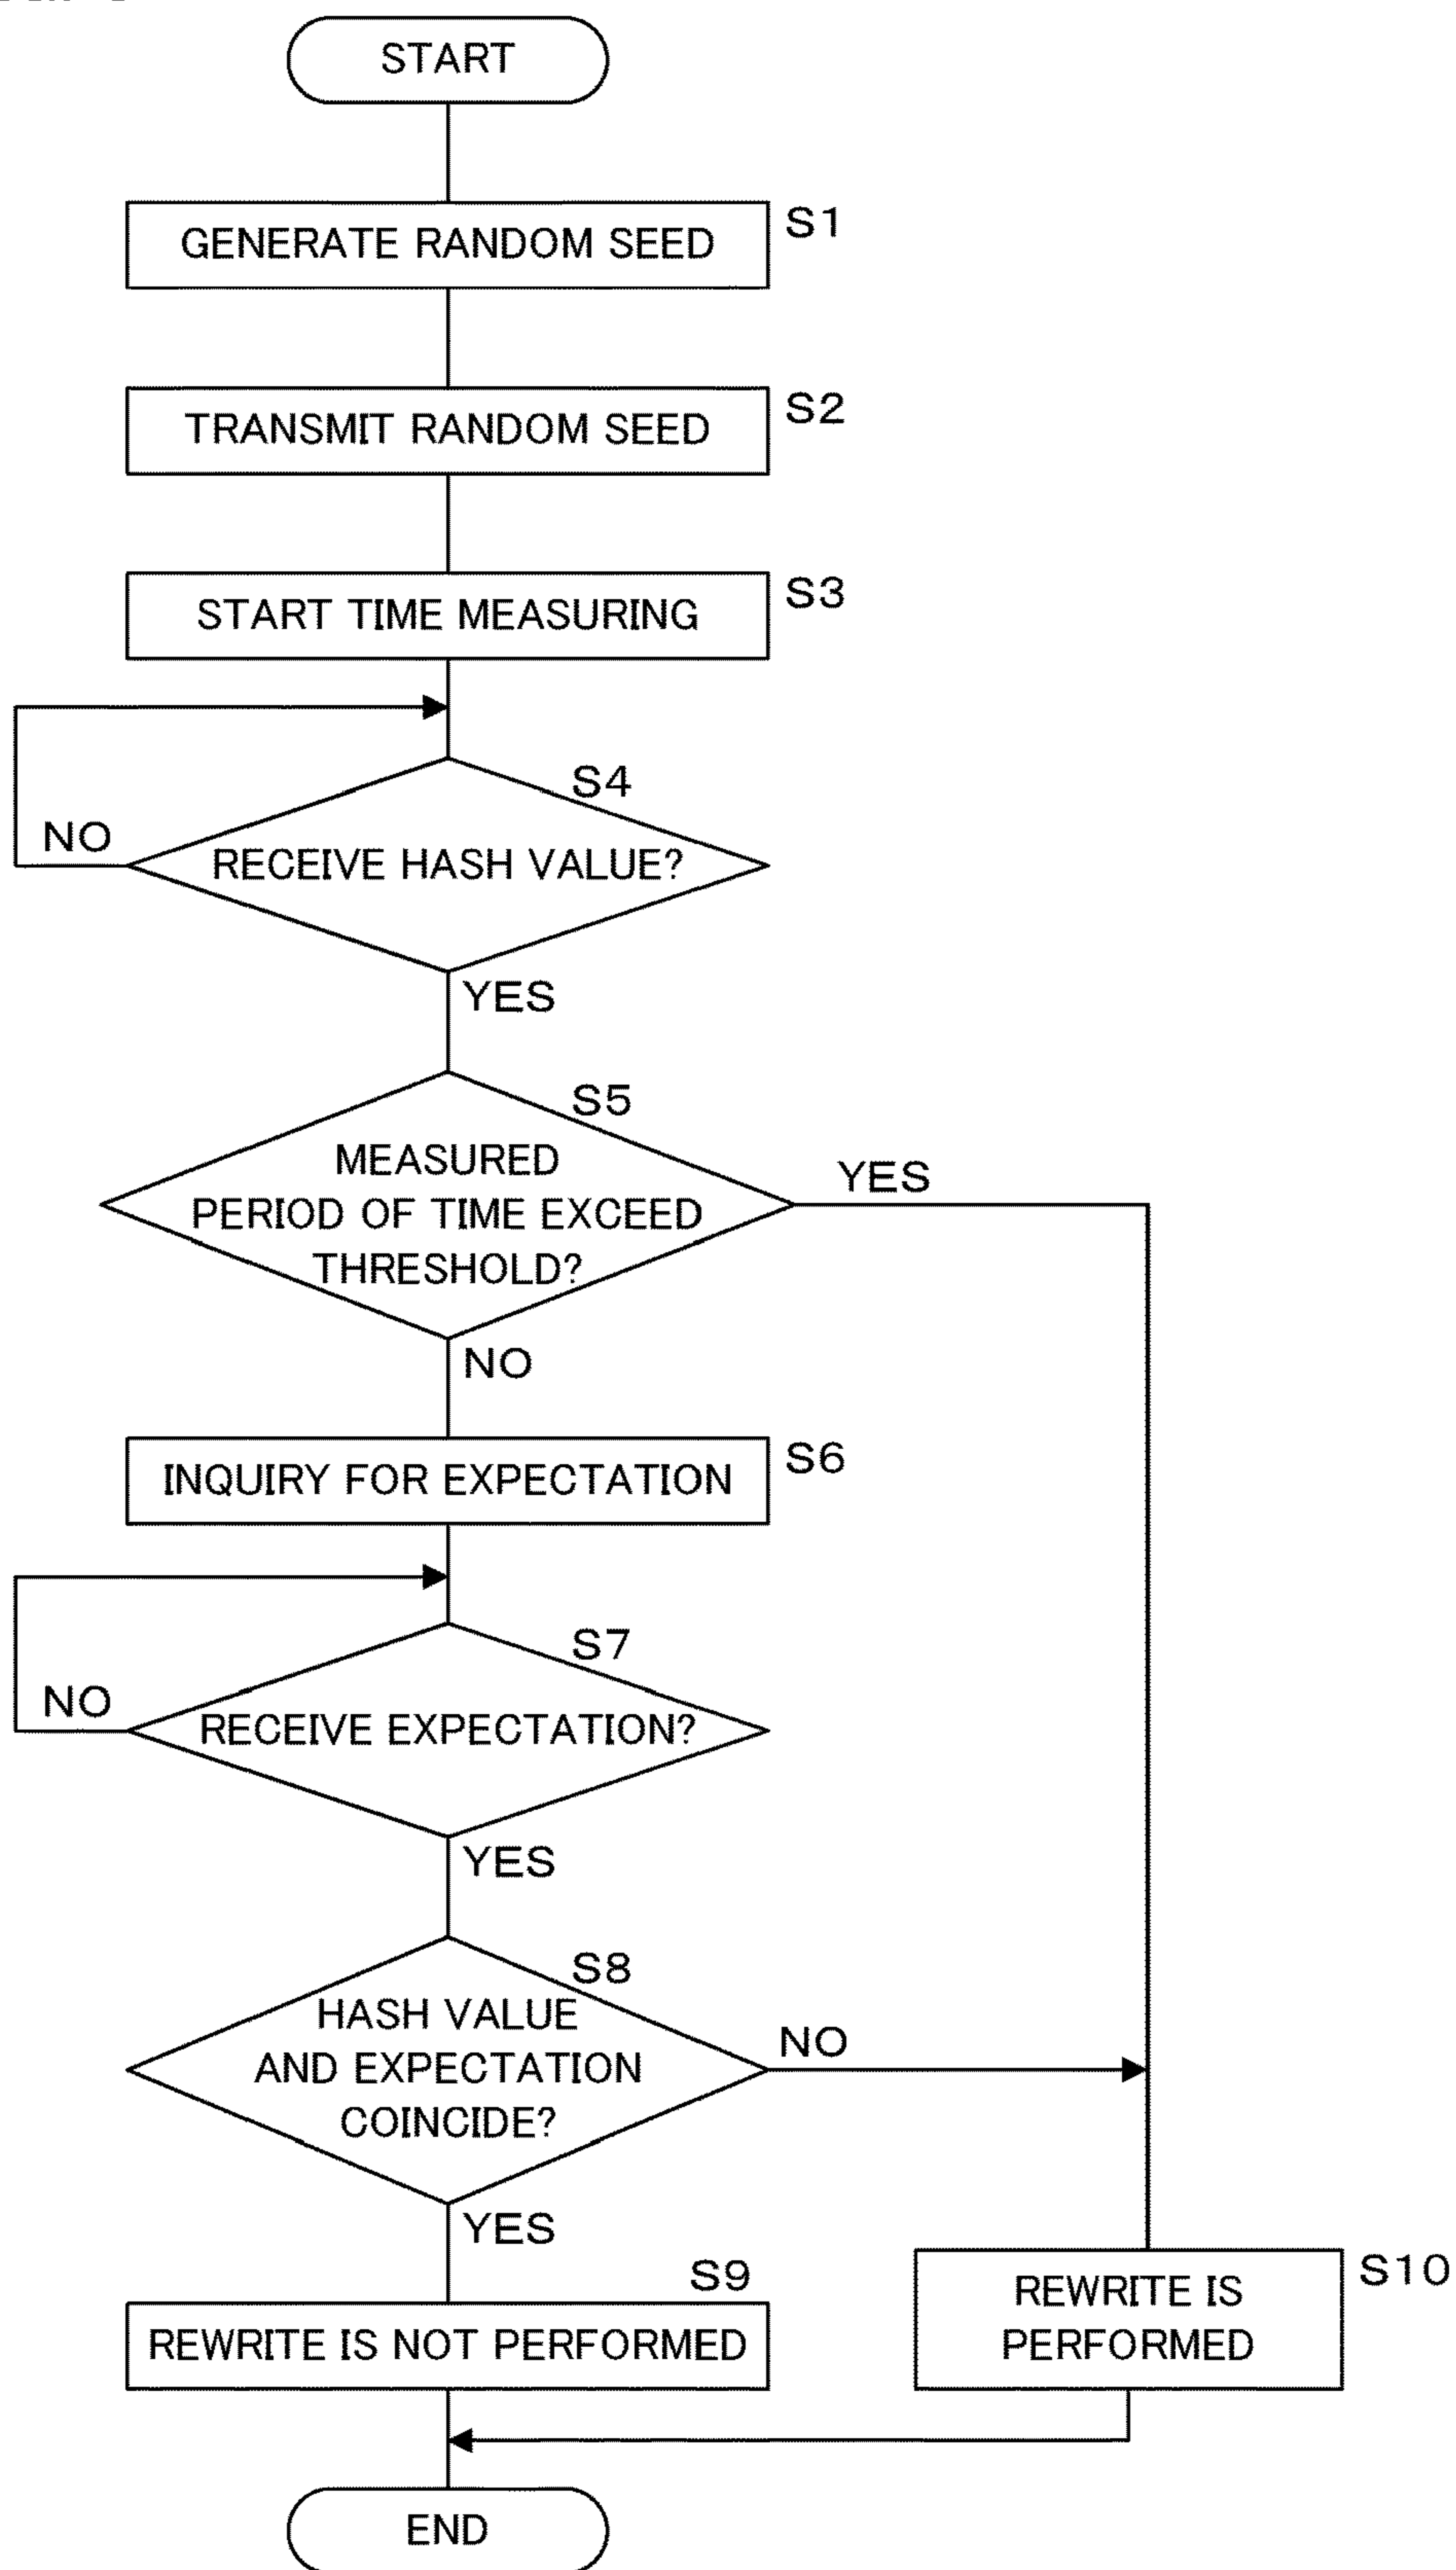 START
GENERATE RANDOM SEED
S1
TRANSMIT RANDOM SEED
S2
START TIME MEASURING
S3
S4
NO
RECEIVE HASH VALUE?
YES
S5
MEASURED
PERIOD OF TIME EXCEED
THRESHOLD?
YES
NO
INQUIRY FOR EXPECTATION
S6
S7
NO
RECEIVE EXPECTATION?
YES
S8
HASH VALUE
AND EXPECTATION
COINCIDE?
NO
YES
S9
REWRITE IS NOT PERFORMED
S10
REWRITE IS
PERFORMED
END